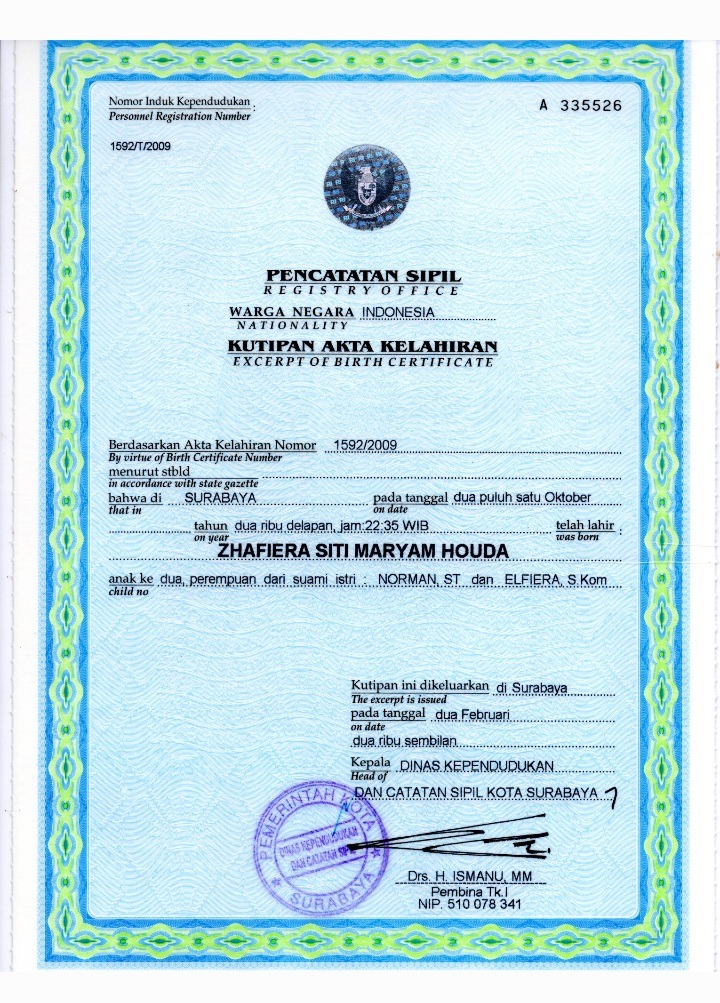 Nomor Induk Kependudukan :
Personnel Registration Number
A 335526
1592/T/2009
PENCATATAN SIPIL
REGISTRY OFFICE
WARGA NEGARA INDONESIA
NATIONALITY
KUTIPAN AKTA KELAHIRAN
EXCERPT OF BIRTH CERTIFICATE
Berdasarkan Akta Kelahiran Nomor 1592/2009
By virtue of Birth Certificate Number
menurut stbld
in accordance with state gazette
bahwa di SURABAYA pada tanggal dua puluh satu Oktober
that in on date
tahun dua ribu delapan, jam:22:35 WIB telah lahir :
on year was born
ZHAFIERA SITI MARYAM HOUDA
anak ke dua, perempuan dari suami istri : NORMAN, ST dan ELFIERA, S.Kom
child no
Kutipan ini dikeluarkan di Surabaya
The excerpt is issued
pada tanggal dua Februari
on date
dua ribu sembilan
Kepala DINAS KEPENDUDUKAN
Head of
DAN CATATAN SIPIL KOTA SURABAYA
PEMERINTAH KOTA
DINAS KEPENDUDUKAN
DAN CATATAN SIPIL
SURABAYA
Drs. H. ISMANU, MM
Pembina Tk.I
NIP. 510 078 341